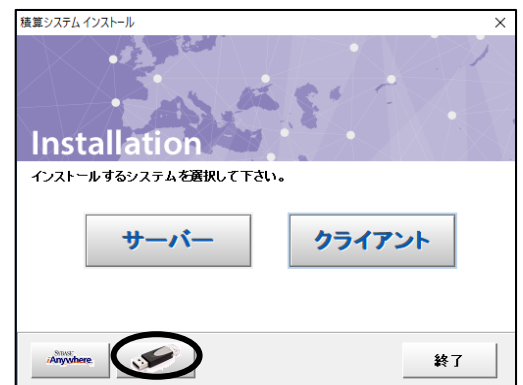 積算システム インストール
Installation
インストールするシステムを選択して下さい。
サーバー
クライアント
SYBASE
iAnywhere
終了